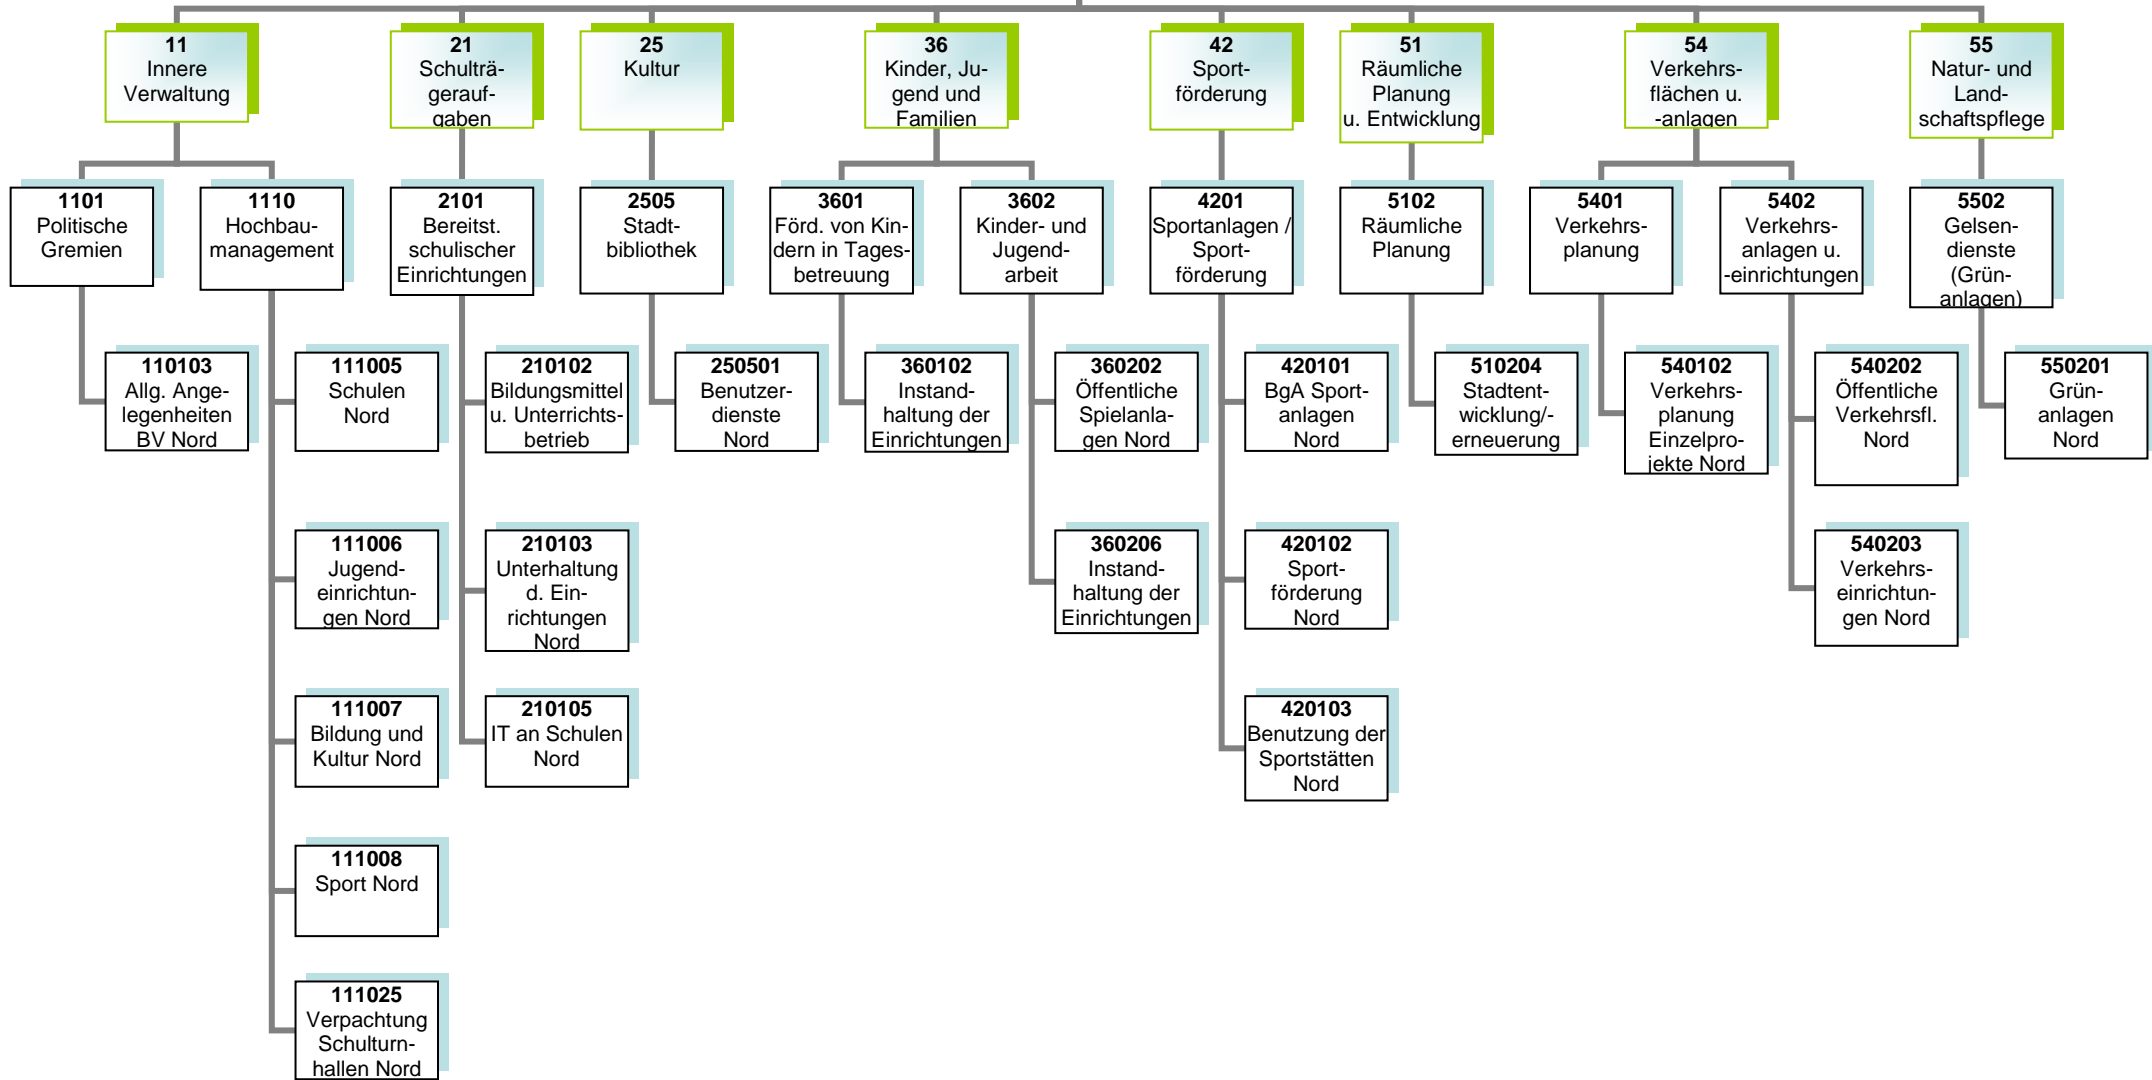 11
Innere
Verwaltung
21
Schulträ-
gerauf-
gaben
25
Kultur
36
Kinder, Ju-
gend und
Familien
42
Sport-
förderung
51
Räumliche
Planung
u. Entwicklung
54
Verkehrs-
flächen u.
-anlagen
55
Natur- und
Land-
schaftspflege
1101
Politische
Gremien
1110
Hochbau-
management
2101
Bereitst.
schulischer
Einrichtungen
2505
Stadt-
bibliothek
3601
Förd. von Kin-
dern in Tages-
betreuung
3602
Kinder- und
Jugend-
arbeit
4201
Sportanlagen /
Sport-
förderung
5102
Räumliche
Planung
5401
Verkehrs-
planung
5402
Verkehrs-
anlagen u.
-einrichtungen
5502
Gelsen-
dienste
(Grün-
anlagen)
110103
Allg. Ange-
legenheiten
BV Nord
111005
Schulen
Nord
210102
Bildungsmittel
u. Unterrichts-
betrieb
250501
Benutzer-
dienste
Nord
360102
Instand-
haltung der
Einrichtungen
360202
Öffentliche
Spielanla-
gen Nord
420101
BgA Sport-
anlagen
Nord
510204
Stadtent-
wicklung/-
erneuerung
540102
Verkehrs-
planung
Einzelpro-
jekte Nord
540202
Öffentliche
Verkehrsfl.
Nord
550201
Grün-
anlagen
Nord
111006
Jugend-
einrichtun-
gen Nord
210103
Unterhaltung
d. Ein-
richtungen
Nord
360206
Instand-
haltung der
Einrichtungen
420102
Sport-
förderung
Nord
540203
Verkehrs-
einrichtun-
gen Nord
111007
Bildung und
Kultur Nord
210105
IT an Schulen
Nord
420103
Benutzung der
Sportstätten
Nord
111008
Sport Nord
111025
Verpachtung
Schulturn-
hallen Nord